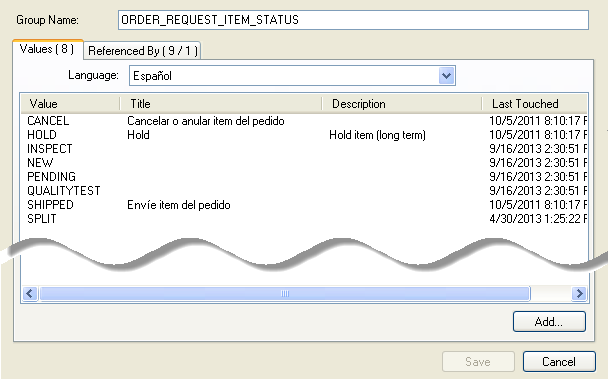 Group Name: ORDER_REQUEST_ITEM_STATUS
Values ( 8 ) Referenced By ( 9 / 1 )
Language: Español
Value Title Description Last Touched
CANCEL Cancelar o anular item del pedido 10/5/2011 8:10:17 P
HOLD Hold Hold item (long term) 10/5/2011 8:10:17 P
INSPECT 9/16/2013 2:30:51 P
NEW 9/16/2013 2:30:51 P
PENDING 9/16/2013 2:30:51 P
QUALITYTEST 9/16/2013 2:30:51 P
SHIPPED Envíe item del pedido 10/5/2011 8:10:17 P
SPLIT 4/30/2013 1:25:22 P
Add...
Save Cancel